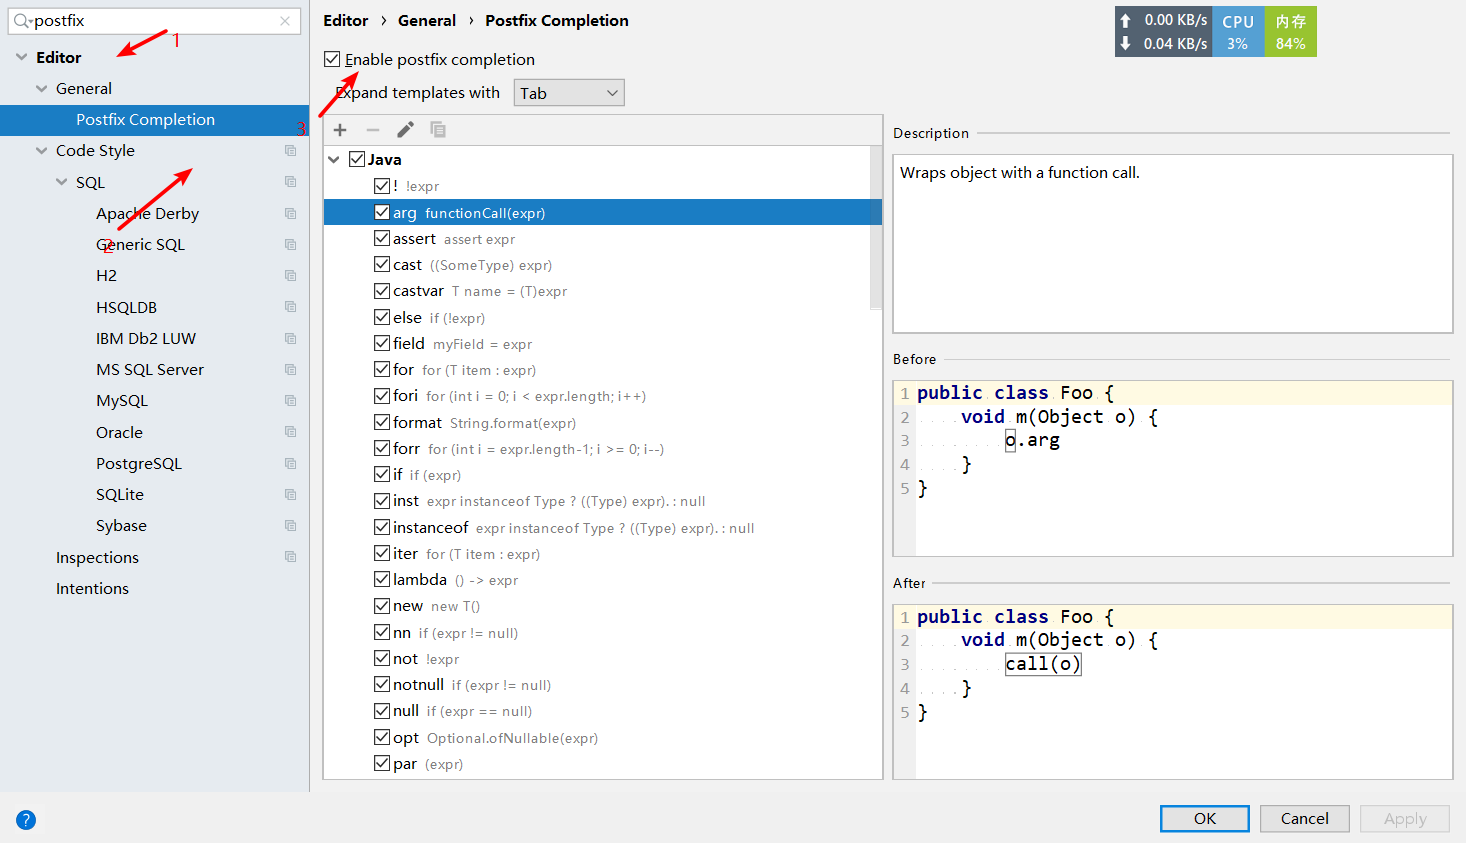 postfix
1
Editor
General
Postfix Completion
3
Code Style
SQL
Apache Derby
2
Generic SQL
H2
HSQLDB
IBM Db2 LUW
MS SQL Server
MySQL
Oracle
PostgreSQL
SQLite
Sybase
Inspections
Intentions
Editor › General › Postfix Completion
0.00 KB/s
0.04 KB/s
CPU
3%
内存
84%
Enable postfix completion
Expand templates with Tab
Java
! !expr
arg functionCall(expr)
assert assert expr
cast ((SomeType) expr)
castvar T name = (T)expr
else if (!expr)
field myField = expr
for for (T item : expr)
fori for (int i = 0; i < expr.length; i++)
format String.format(expr)
forr for (int i = expr.length-1; i >= 0; i--)
if if (expr)
inst expr instanceof Type ? ((Type) expr). : null
instanceof expr instanceof Type ? ((Type) expr). : null
iter for (T item : expr)
lambda () -> expr
new new T()
nn if (expr != null)
not !expr
notnull if (expr != null)
null if (expr == null)
opt Optional.ofNullable(expr)
par (expr)
Description
Wraps object with a function call.
Before
1 public class Foo {
2 void m(Object o) {
3 o.arg
4 }
5 }
After
1 public class Foo {
2 void m(Object o) {
3 call(o)
4 }
5 }
?
OK
Cancel
Apply